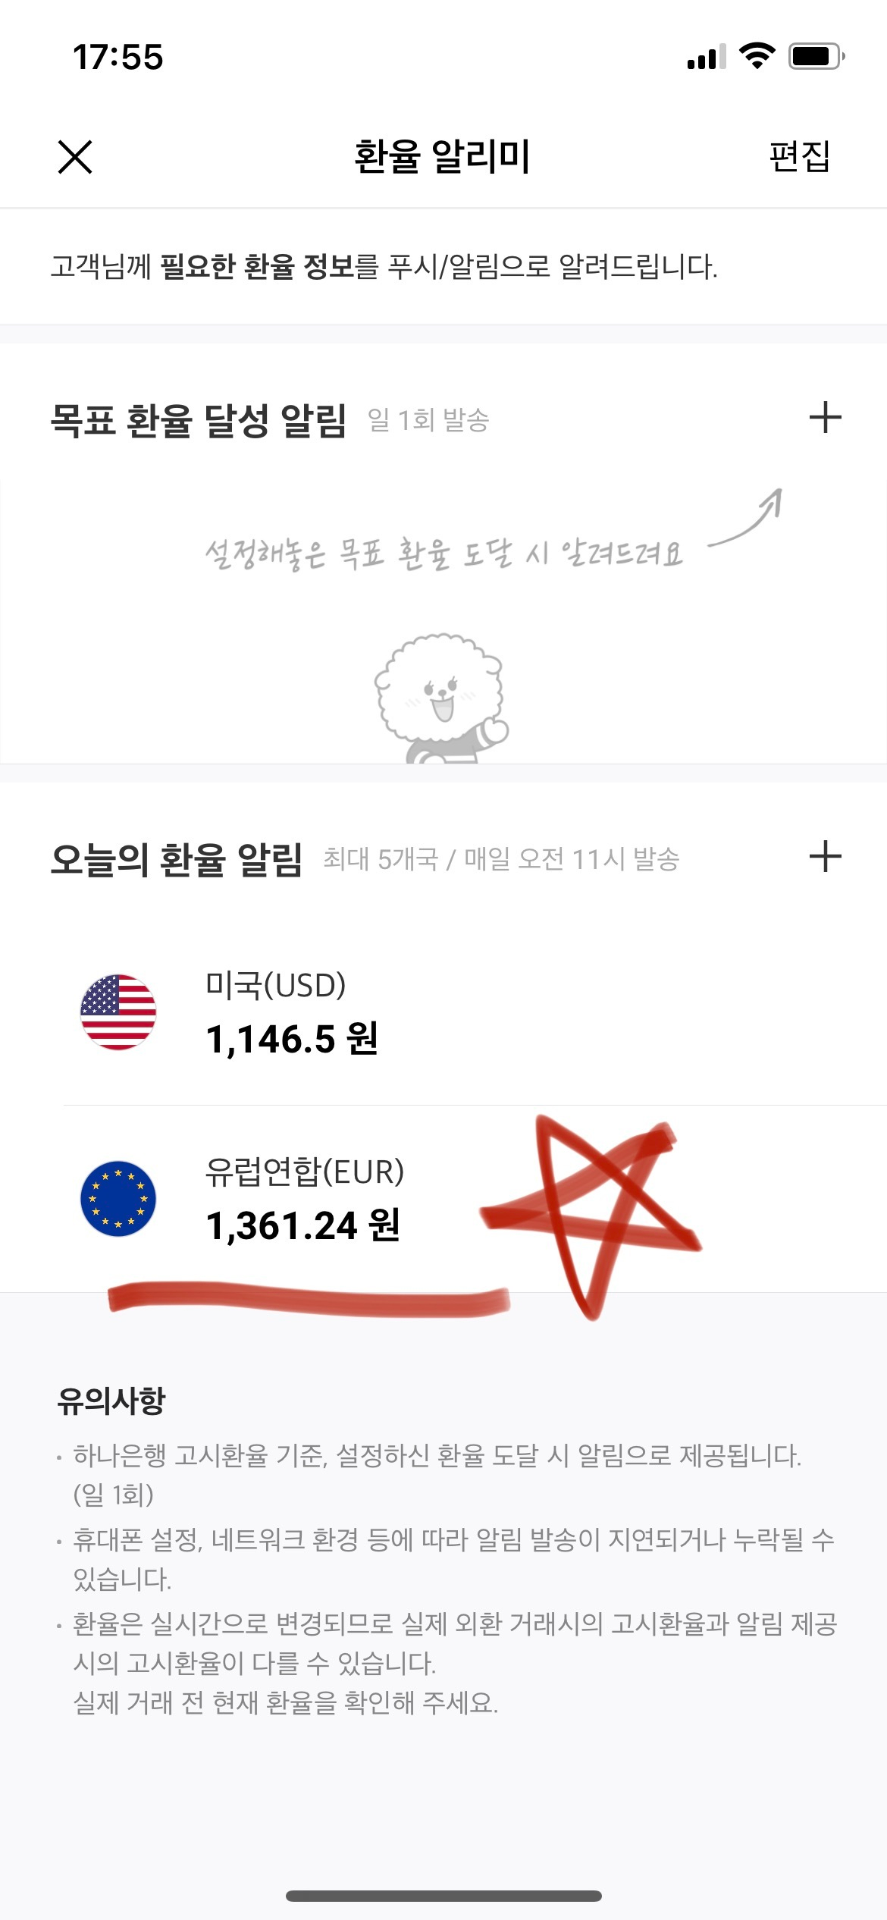 17:55
환율 알리미
편집
고객님께 필요한 환율 정보를 푸시/알림으로 알려드립니다.
목표 환율 달성 알림 일 1회 발송
설정해놓은 목표 환율 도달 시 알려드려요
오늘의 환율 알림 최대 5개국 / 매일 오전 11시 발송
미국(USD)
1,146.5 원
유럽연합(EUR)
1,361.24 원
유의사항
· 하나은행 고시환율 기준, 설정하신 환율 도달 시 알림으로 제공됩니다.
(일 1회)
· 휴대폰 설정, 네트워크 환경 등에 따라 알림 발송이 지연되거나 누락될 수
있습니다.
· 환율은 실시간으로 변경되므로 실제 외환 거래시의 고시환율과 알림 제공
시의 고시환율이 다를 수 있습니다.
실제 거래 전 현재 환율을 확인해 주세요.